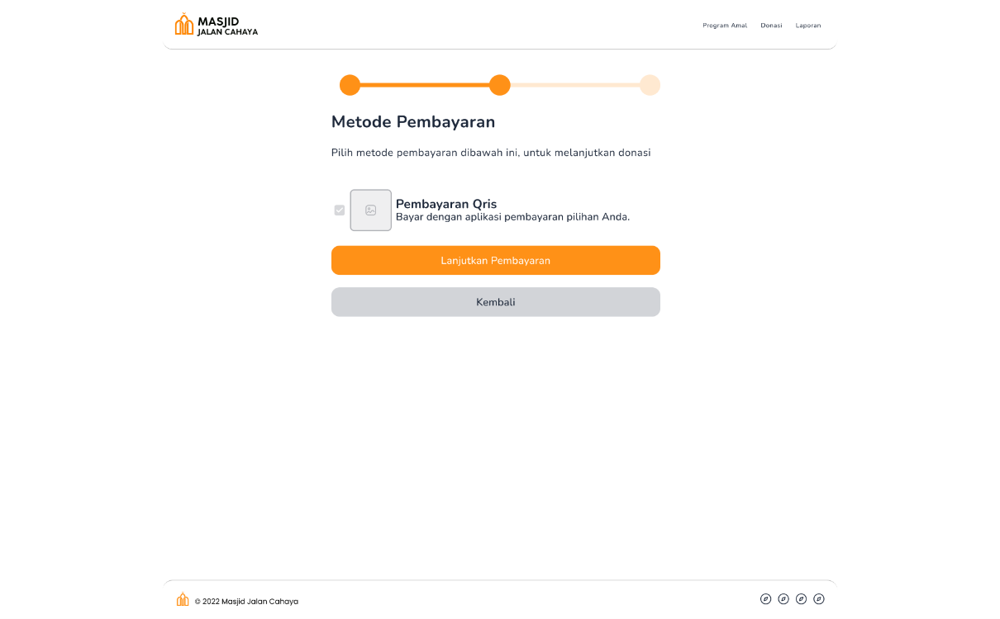 MASJID
JALAN CAHAYA
Program Amal
Donasi
Laporan
Metode Pembayaran
Pilih metode pembayaran dibawah ini, untuk melanjutkan donasi
Pembayaran Qris
Bayar dengan aplikasi pembayaran pilihan Anda.
Lanjutkan Pembayaran
Kembali
© 2022 Masjid Jalan Cahaya